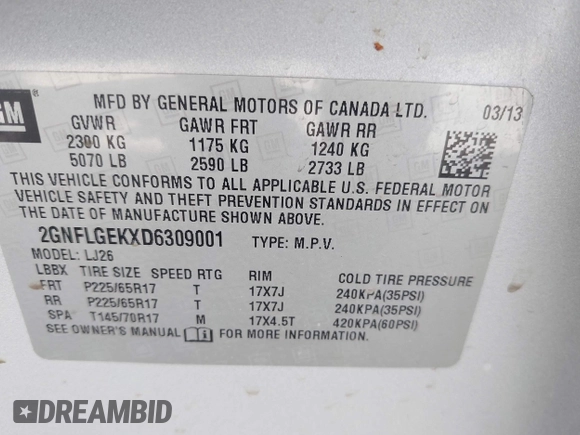 GM ®
MFD BY GENERAL MOTORS OF CANADA LTD. 03/13
GVWR GAWR FRT GAWR RR
2300 KG 1175 KG 1240 KG
5070 LB 2590 LB 2733 LB
THIS VEHICLE CONFORMS TO ALL APPLICABLE U.S. FEDERAL MOTOR
VEHICLE SAFETY AND THEFT PREVENTION STANDARDS IN EFFECT ON
THE DATE OF MANUFACTURE SHOWN ABOVE.
2GNFLGEKXD6309001 TYPE: M.P.V.
MODEL: LJ26
LBBX TIRE SIZE SPEED RTG RIM COLD TIRE PRESSURE
FRT P225/65R17 T 17X7J 240KPA(35PSI)
RR P225/65R17 T 17X7J 240KPA(35PSI)
SPA T145/70R17 M 17X4.5T 420KPA(60PSI)
SEE OWNER'S MANUAL FOR MORE INFORMATION.
DREAMBID